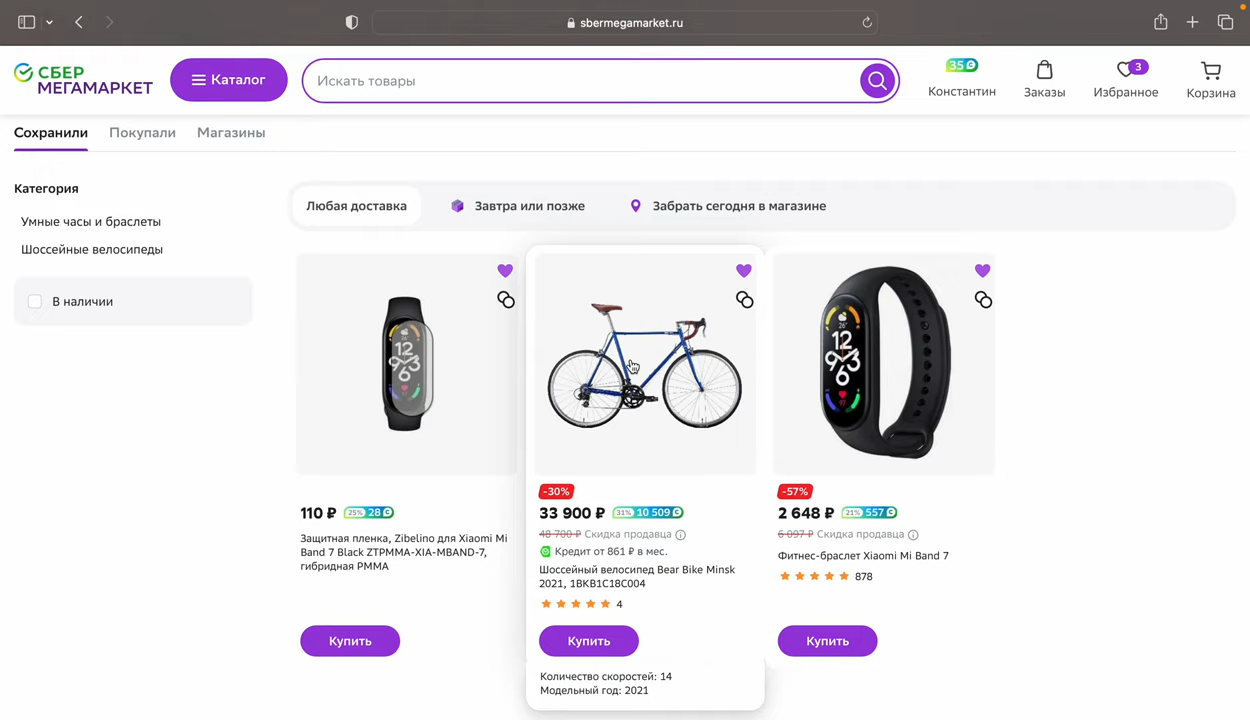 sbermegamarket.ru
СБЕР
МЕГАМАРКЕТ
Каталог
Искать товары
35
Константин
Заказы
3
Избранное
Корзина
Сохранили
Покупали
Магазины
Категория
Умные часы и браслеты
Шоссейные велосипеды
В наличии
Любая доставка
Завтра или позже
Забрать сегодня в магазине
110 ₽ 25% 28
Защитная пленка, Zibelino для Xiaomi Mi
Band 7 Black ZTPMMA-XIA-MBAND-7,
гибридная PMMA
Купить
-30%
33 900 ₽ 31% 10 509
48 700 ₽ Скидка продавца
Кредит от 861 ₽ в мес.
Шоссейный велосипед Bear Bike Minsk
2021, 1BKB1C18C004
4
Купить
Количество скоростей: 14
Модельный год: 2021
-57%
2 648 ₽ 21% 557
6 097 ₽ Скидка продавца
Фитнес-браслет Xiaomi Mi Band 7
878
Купить